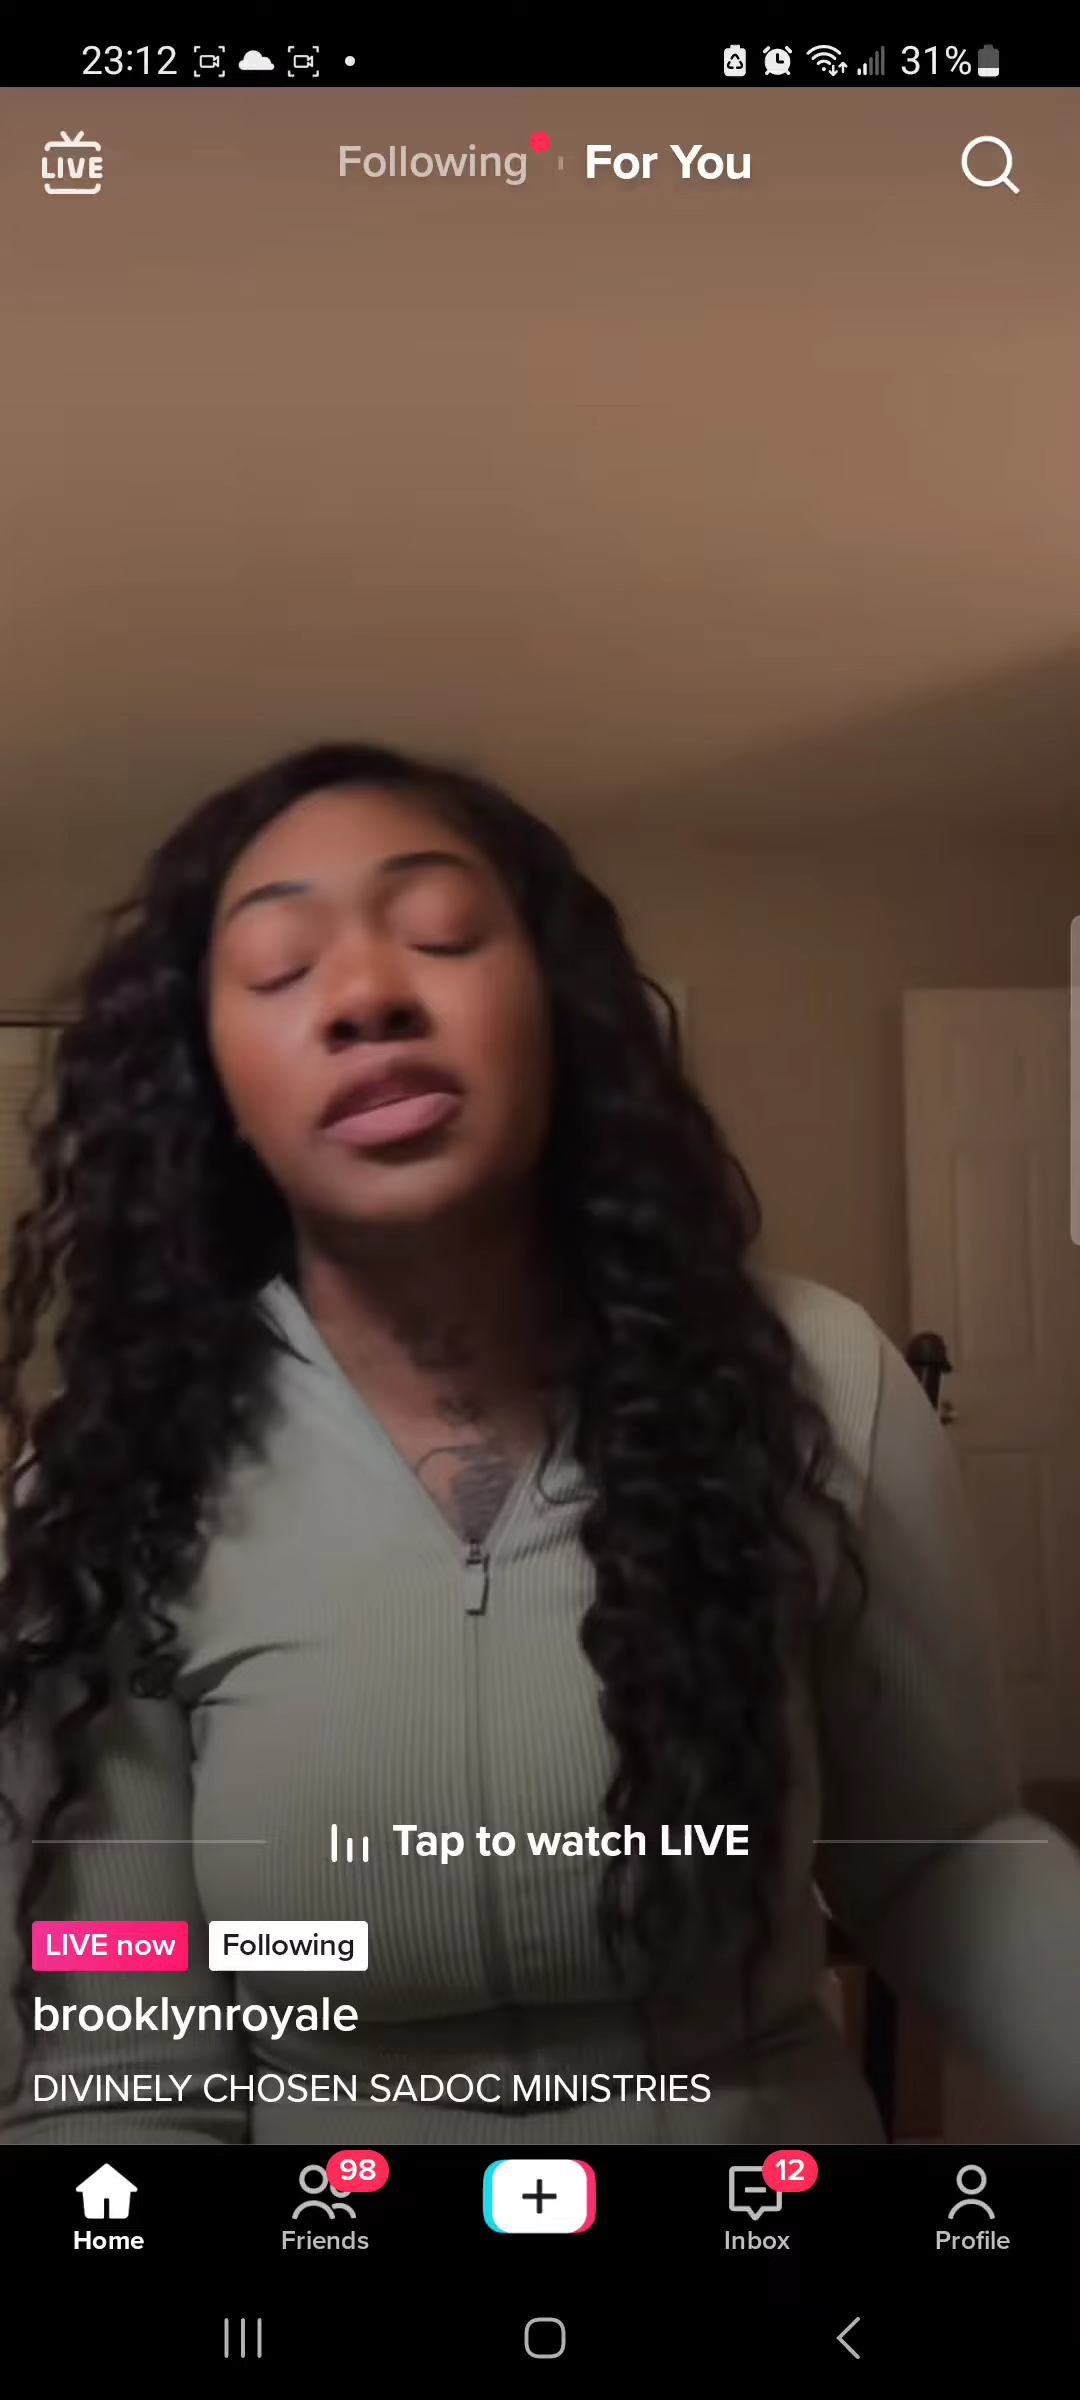 23:12 31%
LIVE Following For You
Tap to watch LIVE
LIVE now Following
brooklynroyale
DIVINELY CHOSEN SADOC MINISTRIES
98 12
Home Friends Inbox Profile